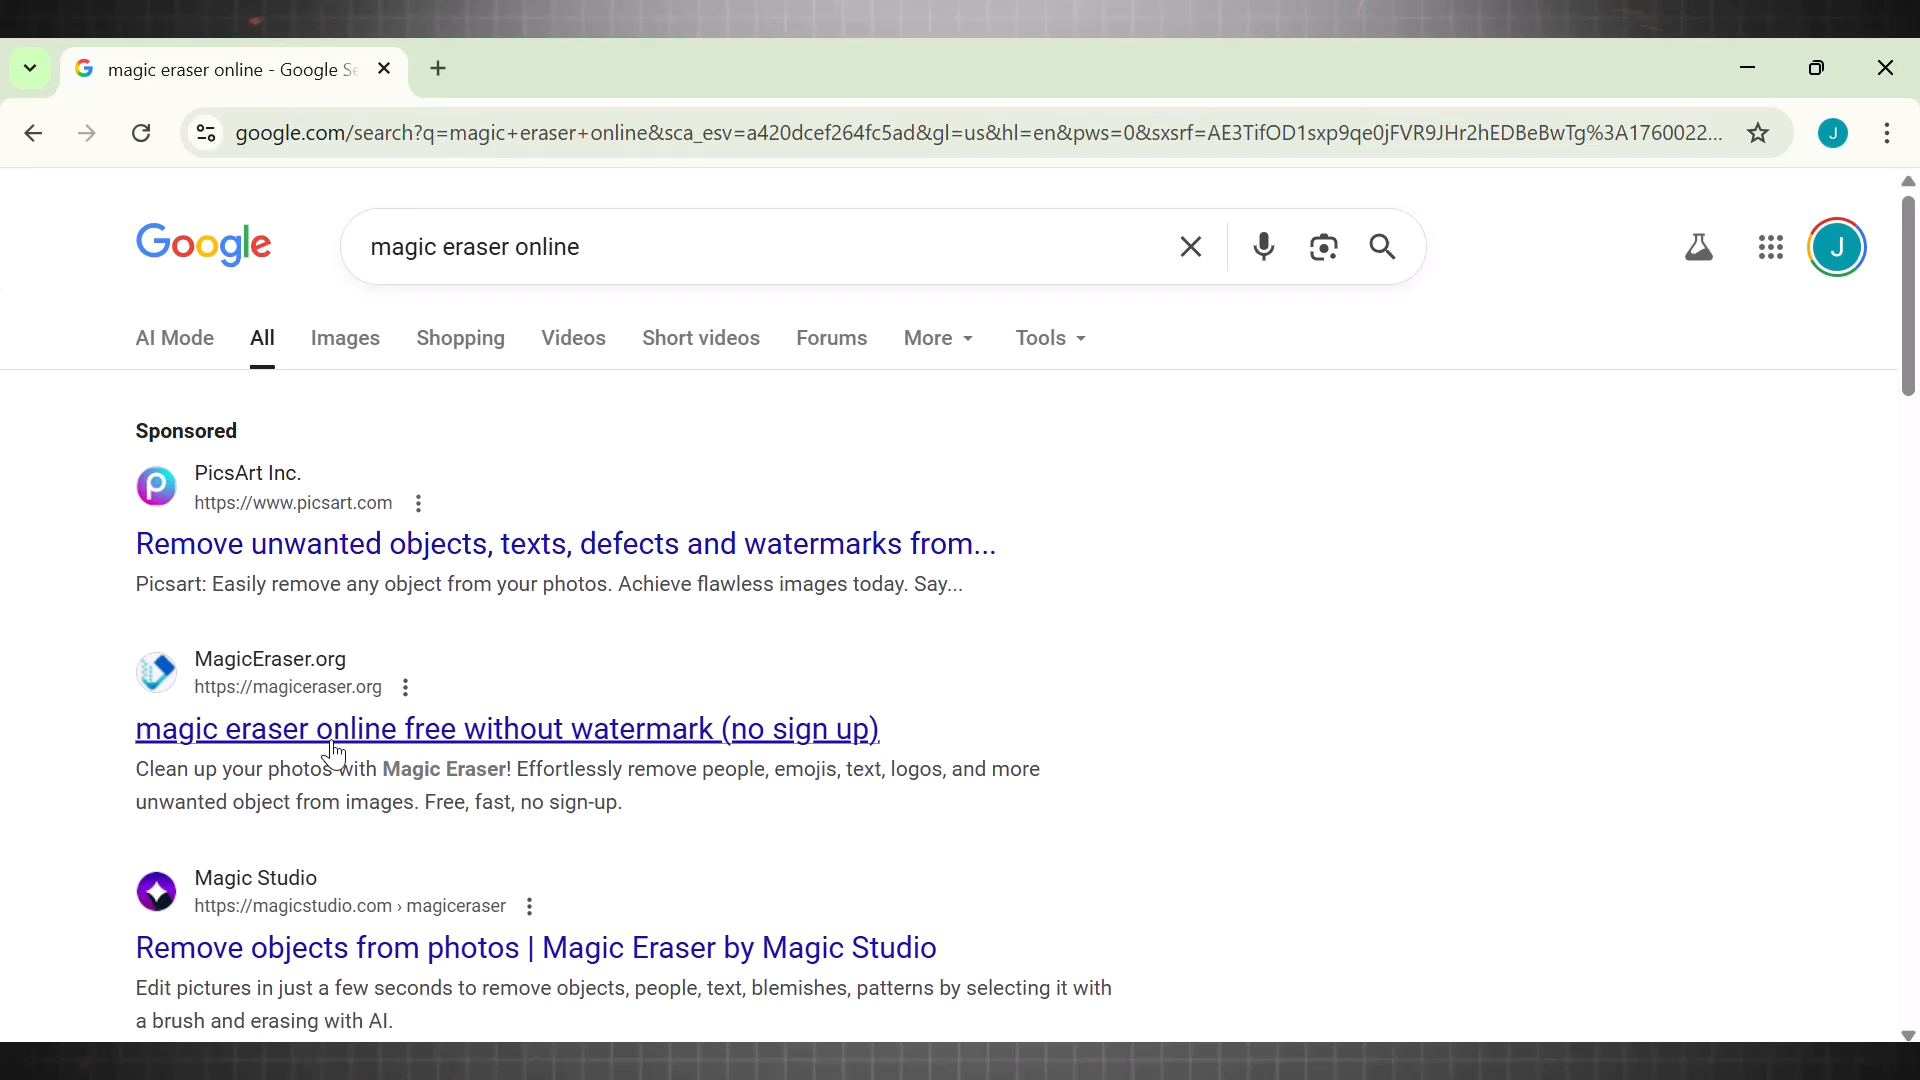 magic eraser online - Google Se
google.com/search?q=magic+eraser+online&sca_esv=a420dcef264fc5ad&gl=us&hl=en&pws=0&sxsrf=AE3TifOD1sxp9qe0jFVR9JHr2hEDBeBwTg%3A1760022...
J
Google
magic eraser online
J
AI Mode All Images Shopping Videos Short videos Forums More Tools
Sponsored
PicsArt Inc.
https://www.picsart.com
Remove unwanted objects, texts, defects and watermarks from...
Picsart: Easily remove any object from your photos. Achieve flawless images today. Say...
MagicEraser.org
https://magiceraser.org
magic eraser online free without watermark (no sign up)
Clean up your photos with Magic Eraser! Effortlessly remove people, emojis, text, logos, and more
unwanted object from images. Free, fast, no sign-up.
Magic Studio
https://magicstudio.com › magiceraser
Remove objects from photos | Magic Eraser by Magic Studio
Edit pictures in just a few seconds to remove objects, people, text, blemishes, patterns by selecting it with
a brush and erasing with AI.